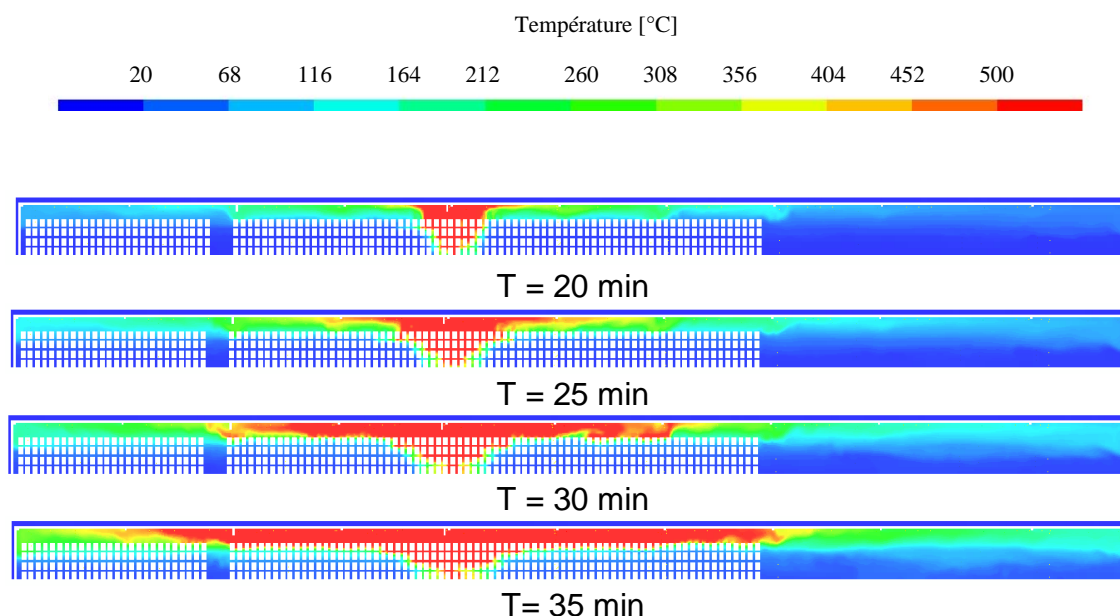 Température [°C]
20 68 116 164 212 260 308 356 404 452 500
T = 20 min
T = 25 min
T = 30 min
T= 35 min